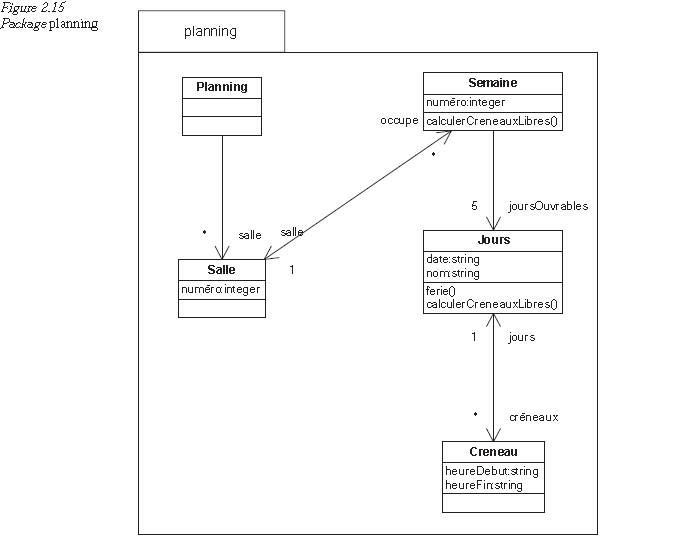 Figure 2.15
Package planning
planning
Planning
Semaine
numéro:integer
calculerCreneauxLibres()
occupe
*
5
joursOuvrables
*
salle
salle
1
Salle
numéro:integer
Jours
date:string
nom:string
ferie()
calculerCreneauxLibres()
1
jours
*
créneaux
Creneau
heureDebut:string
heureFin:string